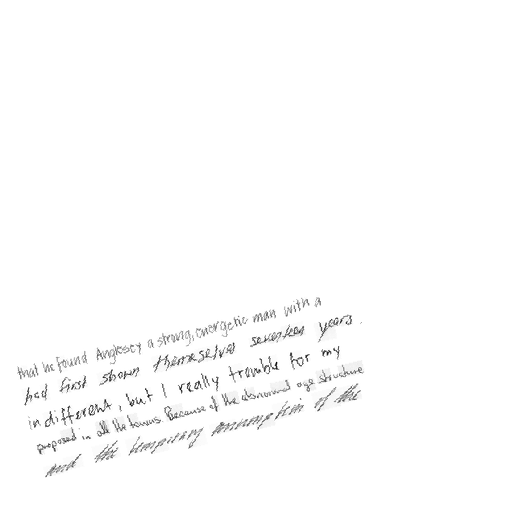 that he found Anglesey a strong, energetic man with a
had first shown themselves seventeen years.
indifferent, but I really tremble for my
proposed in all the towns. Because of the abnormal age structure
and the temporary assumption of the